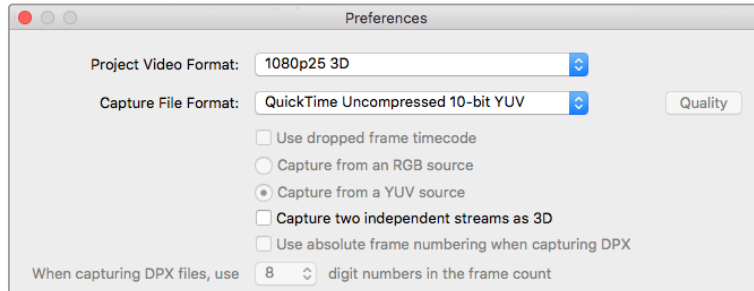 Preferences
Project Video Format: 1080p25 3D
Capture File Format: QuickTime Uncompressed 10-bit YUV Quality
Use dropped frame timecode
Capture from an RGB source
Capture from a YUV source
Capture two independent streams as 3D
Use absolute frame numbering when capturing DPX
When capturing DPX files, use 8 digit numbers in the frame count